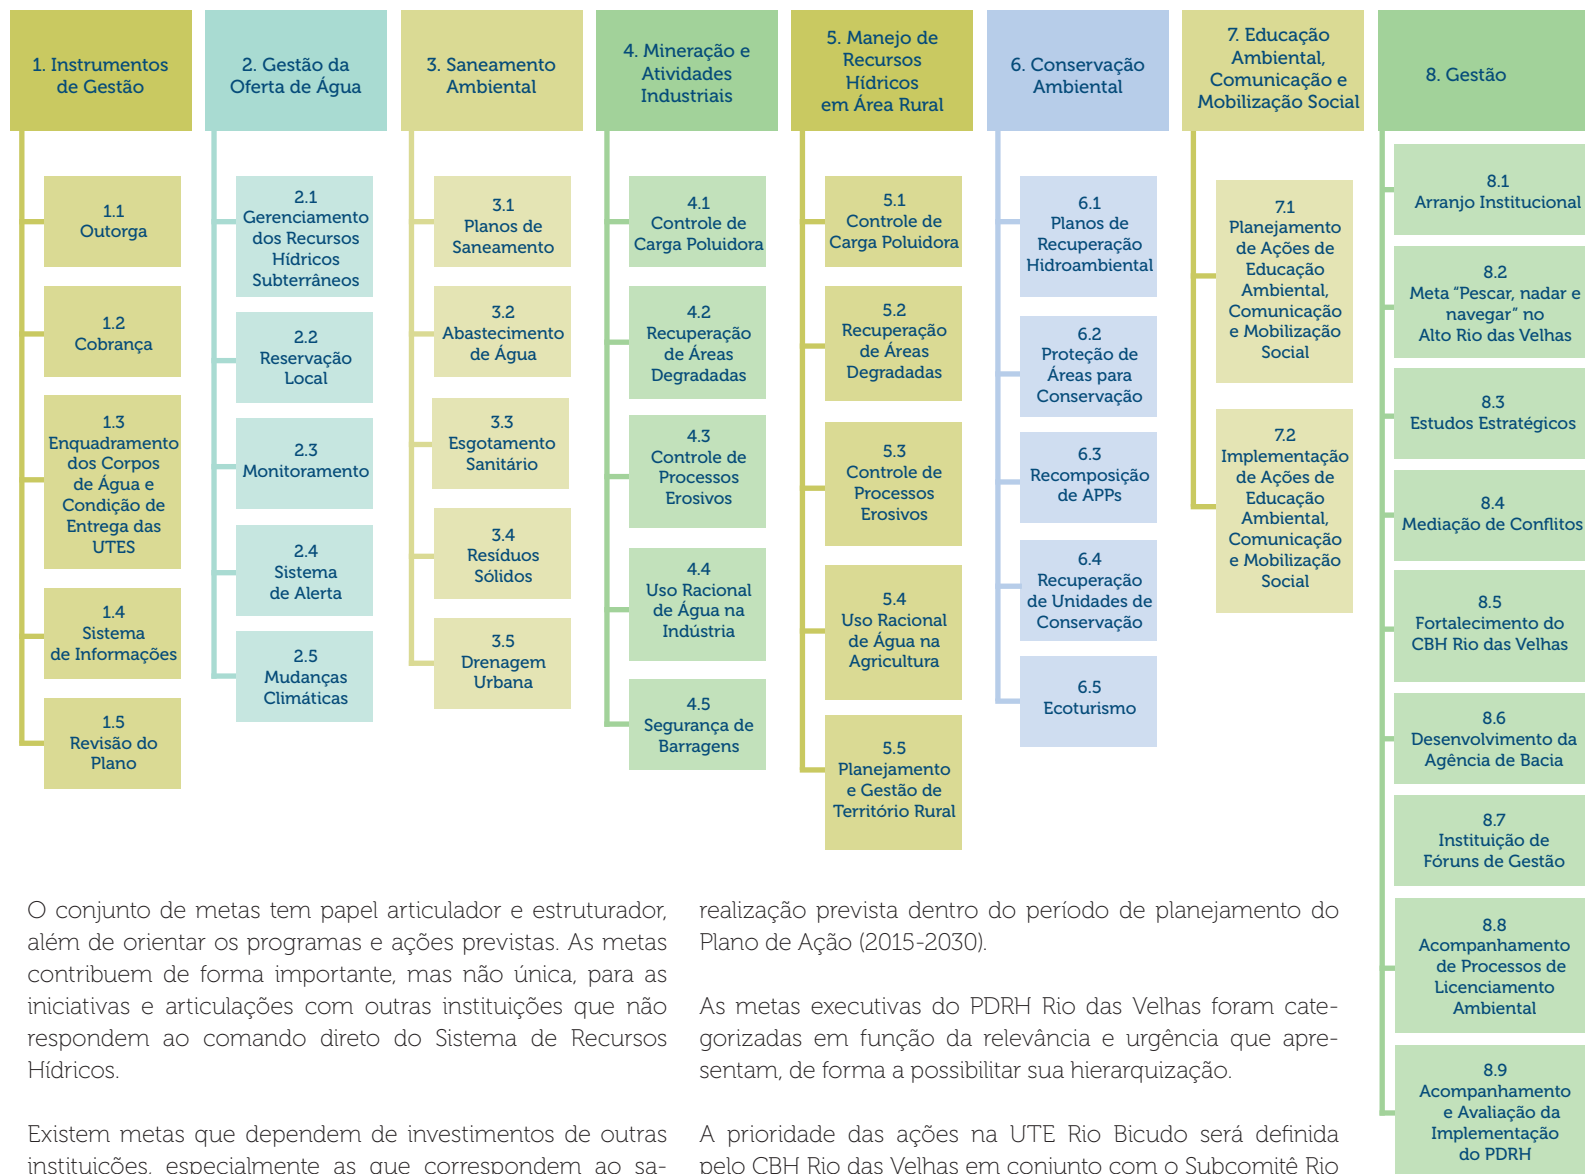 1. Instrumentos
de Gestão
1.1
Outorga
1.2
Cobrança
1.3
Enquadramento
dos Corpos
de Água e
Condição de
Entrega das
UTES
1.4
Sistema
de Informações
1.5
Revisão do
Plano
2. Gestão da
Oferta de Água
2.1
Gerenciamento
dos Recursos
Hídricos
Subterrâneos
2.2
Reservação
Local
2.3
Monitoramento
2.4
Sistema
de Alerta
2.5
Mudanças
Climáticas
3. Saneamento
Ambiental
3.1
Planos de
Saneamento
3.2
Abastecimento
de Água
3.3
Esgotamento
Sanitário
3.4
Resíduos
Sólidos
3.5
Drenagem
Urbana
4. Mineração e
Atividades
Industriais
4.1
Controle de
Carga Poluidora
4.2
Recuperação
de Áreas
Degradadas
4.3
Controle de
Processos
Erosivos
4.4
Uso Racional
de Água na
Indústria
4.5
Segurança de
Barragens
5. Manejo de
Recursos
Hídricos
em Área Rural
5.1
Controle de
Carga Poluidora
5.2
Recuperação
de Áreas
Degradadas
5.3
Controle de
Processos
Erosivos
5.4
Uso Racional
de Água na
Agricultura
5.5
Planejamento
e Gestão de
Território Rural
6. Conservação
Ambiental
6.1
Planos de
Recuperação
Hidroambiental
6.2
Proteção de
Áreas para
Conservação
6.3
Recomposição
de APPs
6.4
Recuperação
de Unidades de
Conservação
6.5
Ecoturismo
7. Educação
Ambiental,
Comunicação e
Mobilização Social
7.1
Planejamento
de Ações de
Educação
Ambiental,
Comunicação
e Mobilização
Social
7.2
Implementação
de Ações de
Educação
Ambiental,
Comunicação
e Mobilização
Social
8. Gestão
8.1
Arranjo Institucional
8.2
Meta "Pescar, nadar e
navegar" no
Alto Rio das Velhas
8.3
Estudos Estratégicos
8.4
Mediação de Conflitos
8.5
Fortalecimento do
CBH Rio das Velhas
8.6
Desenvolvimento da
Agência de Bacia
8.7
Instituição de
Fóruns de Gestão
8.8
Acompanhamento
de Processos de
Licenciamento
Ambiental
8.9
Acompanhamento
e Avaliação da
Implementação
do PDRH
O conjunto de metas tem papel articulador e estruturador,
além de orientar os programas e ações previstas. As metas
contribuem de forma importante, mas não única, para as
iniciativas e articulações com outras instituições que não
respondem ao comando direto do Sistema de Recursos
Hídricos.
Existem metas que dependem de investimentos de outras
instituições, especialmente as que correspondem ao sa-
realização prevista dentro do período de planejamento do
Plano de Ação (2015-2030).
As metas executivas do PDRH Rio das Velhas foram cate-
gorizadas em função da relevância e urgência que apre-
sentam, de forma a possibilitar sua hierarquização.
A prioridade das ações na UTE Rio Bicudo será definida
pelo CBH Rio das Velhas em conjunto com o Subcomitê Rio